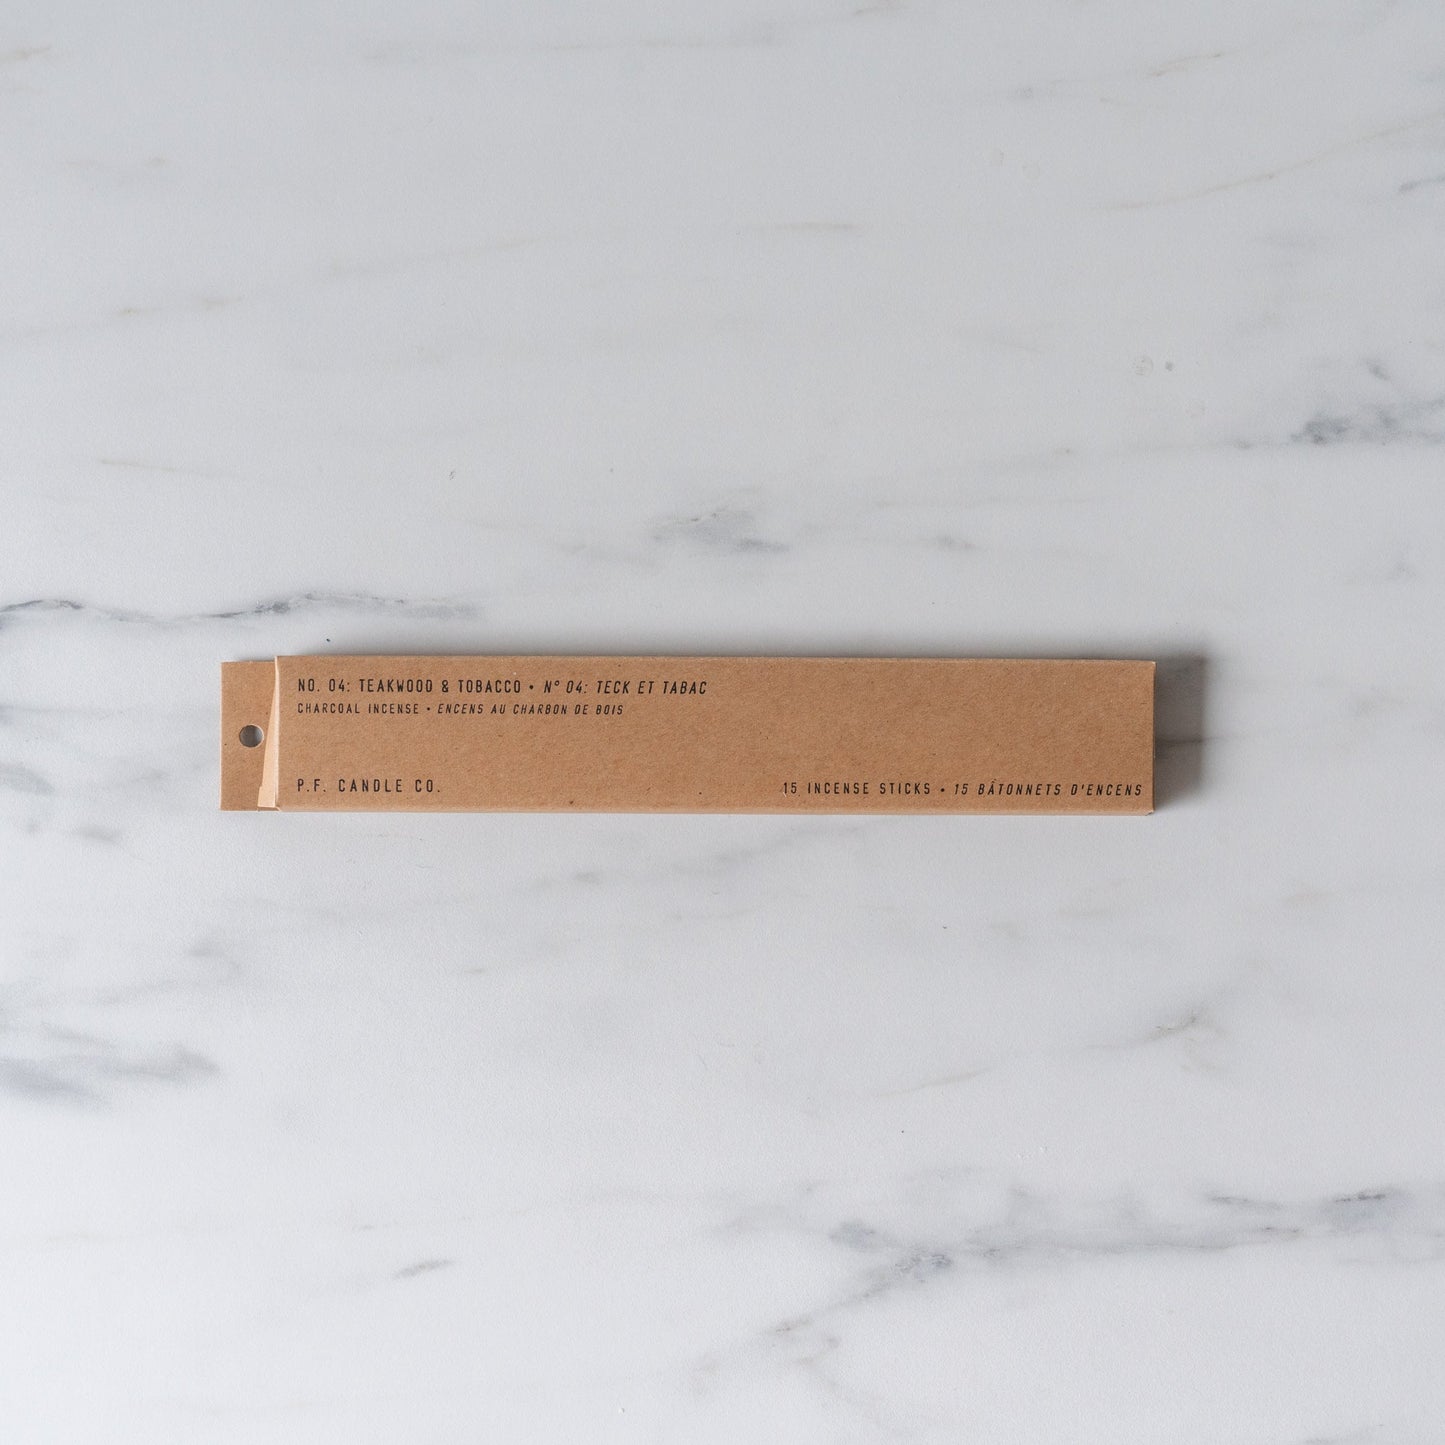 NO. 04: TEAKWOOD & TOBACCO • N° 04: TECK ET TABAC
CHARCOAL INCENSE • ENCENS AU CHARBON DE BOIS
P.F. CANDLE CO.
15 INCENSE STICKS • 15 BÂTONNETS D'ENCENS